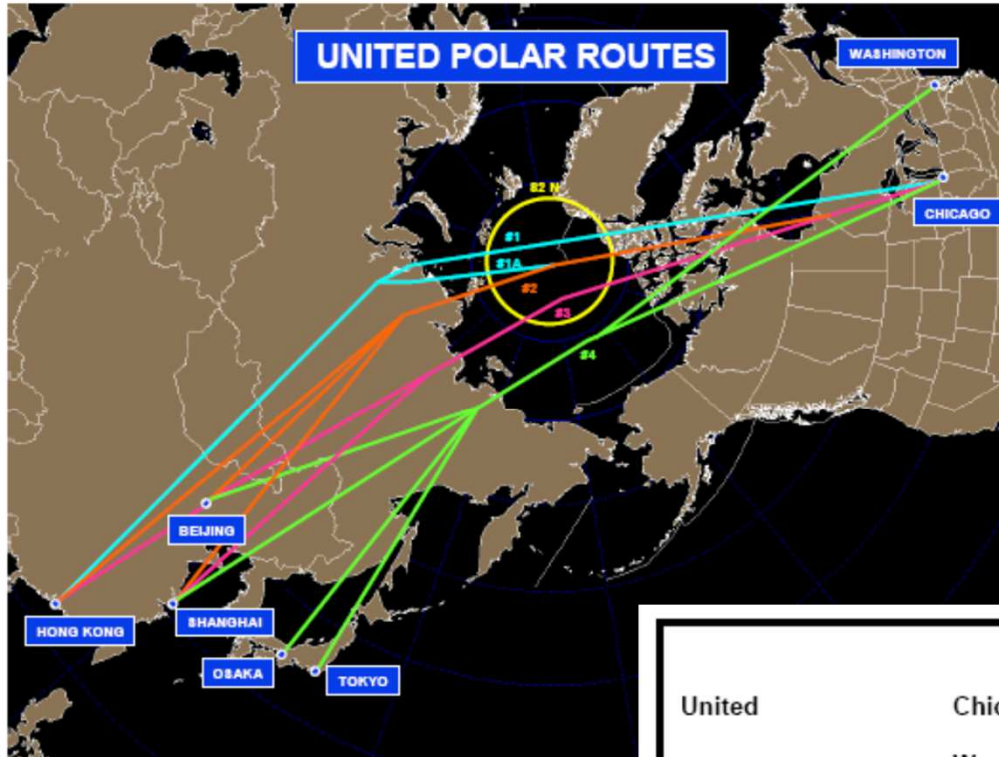 UNITED POLAR ROUTES
WASHINGTON
82 N
CHICAGO
#1
#1A
#2
#3
#4
BEIJING
HONG KONG
SHANGHAI
OSAKA
TOKYO
United